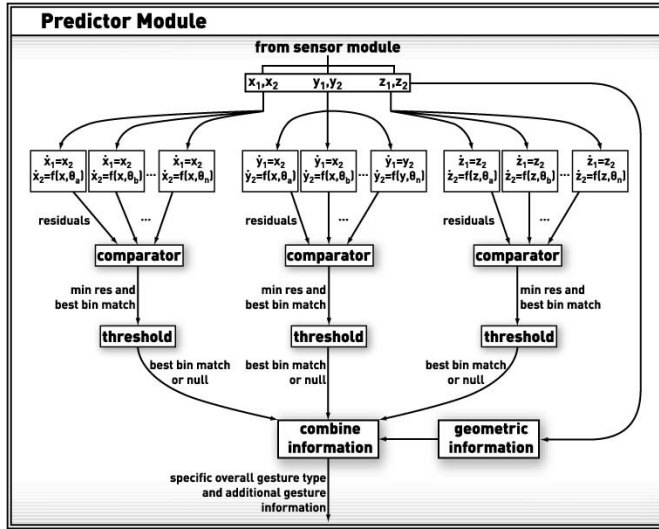 Predictor Module
from sensor module
x₁,x₂ y₁,y₂ z₁,z₂
ẋ₁=x₂ ẋ₁=x₂ ẋ₁=x₂ ẏ₁=x₂ ẏ₁=x₂ ẏ₁=y₂ ż₁=z₂ ż₁=z₂ ż₁=z₂
ẋ₂=f(x,θₐ) ẋ₂=f(x,θb) ... ẋ₂=f(x,θₙ) ẏ₂=f(x,θₐ) ẏ₂=f(x,θb) ... ẏ₂=f(y,θₙ) ż₂=f(z,θₐ) ż₂=f(z,θb) ... ż₂=f(z,θₙ)
residuals ... residuals ... residuals ...
comparator comparator comparator
min res and min res and min res and
best bin match best bin match best bin match
threshold threshold threshold
best bin match best bin match best bin match
or null or null or null
combine geometric
information information
specific overall gesture type
and additional gesture
information